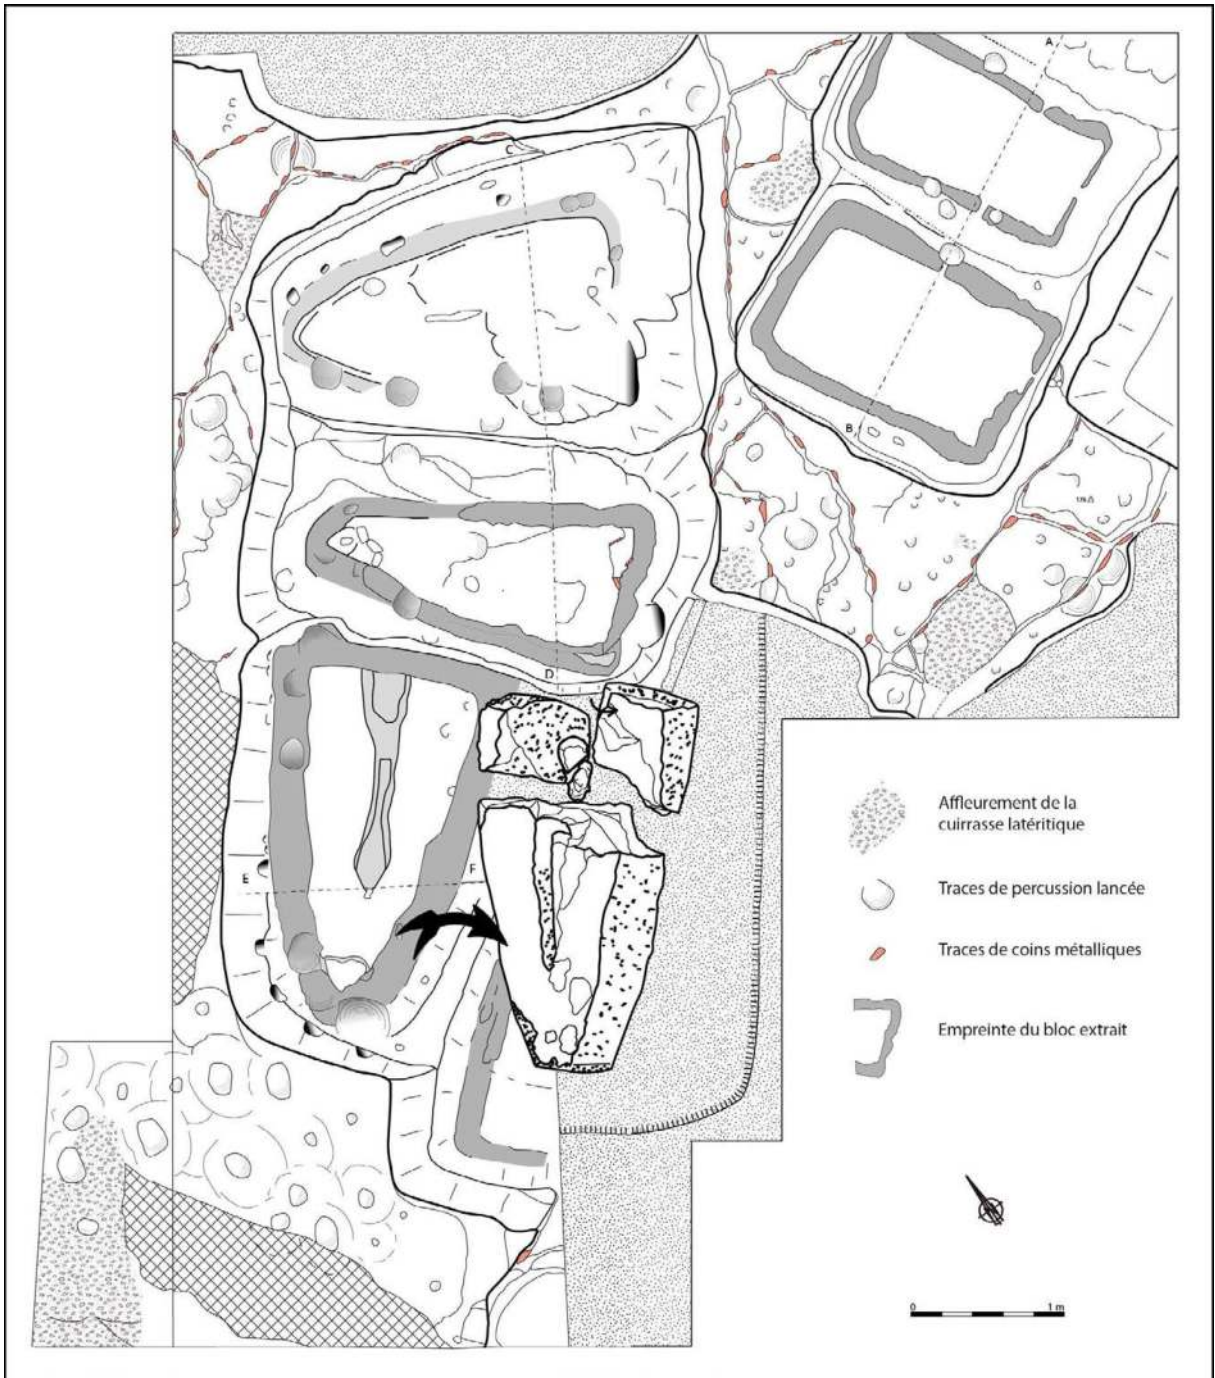 A
C
B
D
E
F
Affleurement de la
cuirrasse latéritique
Traces de percussion lancée
Traces de coins métalliques
Empreinte du bloc extrait
0 1 m